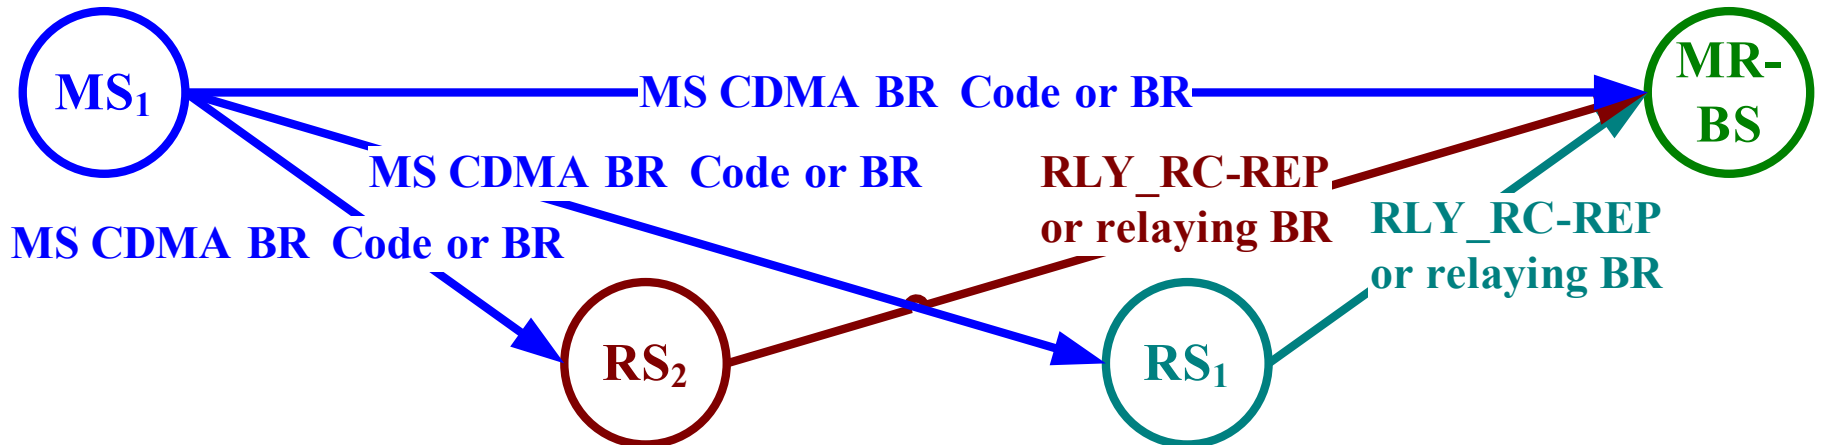 MS₁
MS CDMA BR Code or BR
MR-
BS
MS CDMA BR Code or BR
RLY_RC-REP
or relaying BR
RLY_RC-REP
or relaying BR
MS CDMA BR Code or BR
RS₂
RS₁